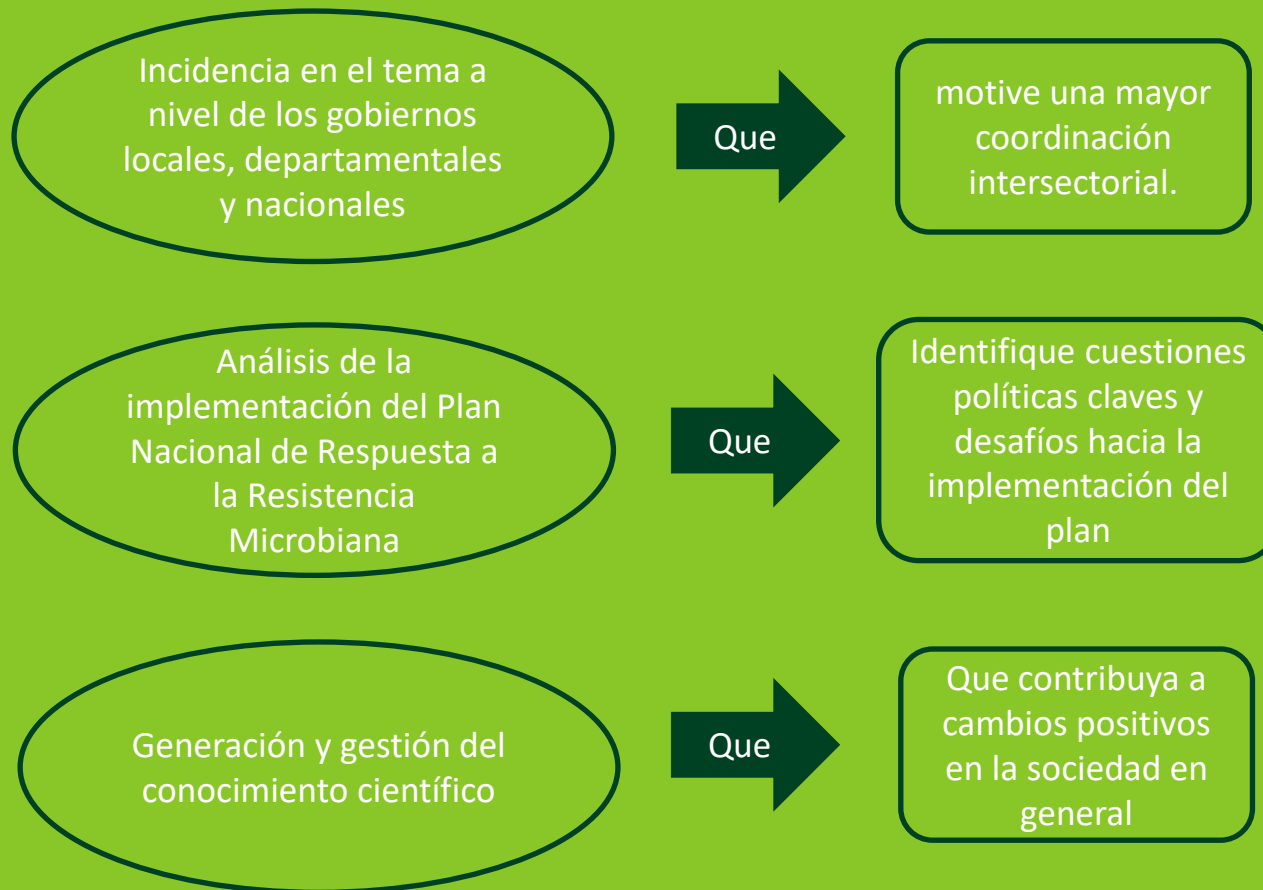 Incidencia en el tema a
nivel de los gobiernos
locales, departamentales
y nacionales
Que
motive una mayor
coordinación
intersectorial.
Análisis de la
implementación del Plan
Nacional de Respuesta a
la Resistencia
Microbiana
Que
Identifique cuestiones
políticas claves y
desafíos hacia la
implementación del
plan
Generación y gestión del
conocimiento científico
Que
Que contribuya a
cambios positivos
en la sociedad en
general